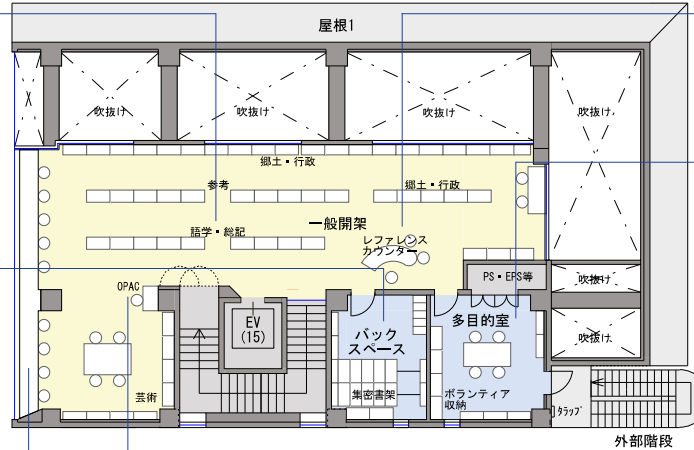 屋根1
吹抜け
吹抜け
吹抜け
吹抜け
郷土・行政
参考
郷土・行政
一般開架
語学・総記
レファレンス
カウンター
PS・EPS等
吹抜け
OPAC
EV
(15)
バック
スペース
多目的室
吹抜け
集密書架
ボランティア
収納
芸術
タラップ
外部階段